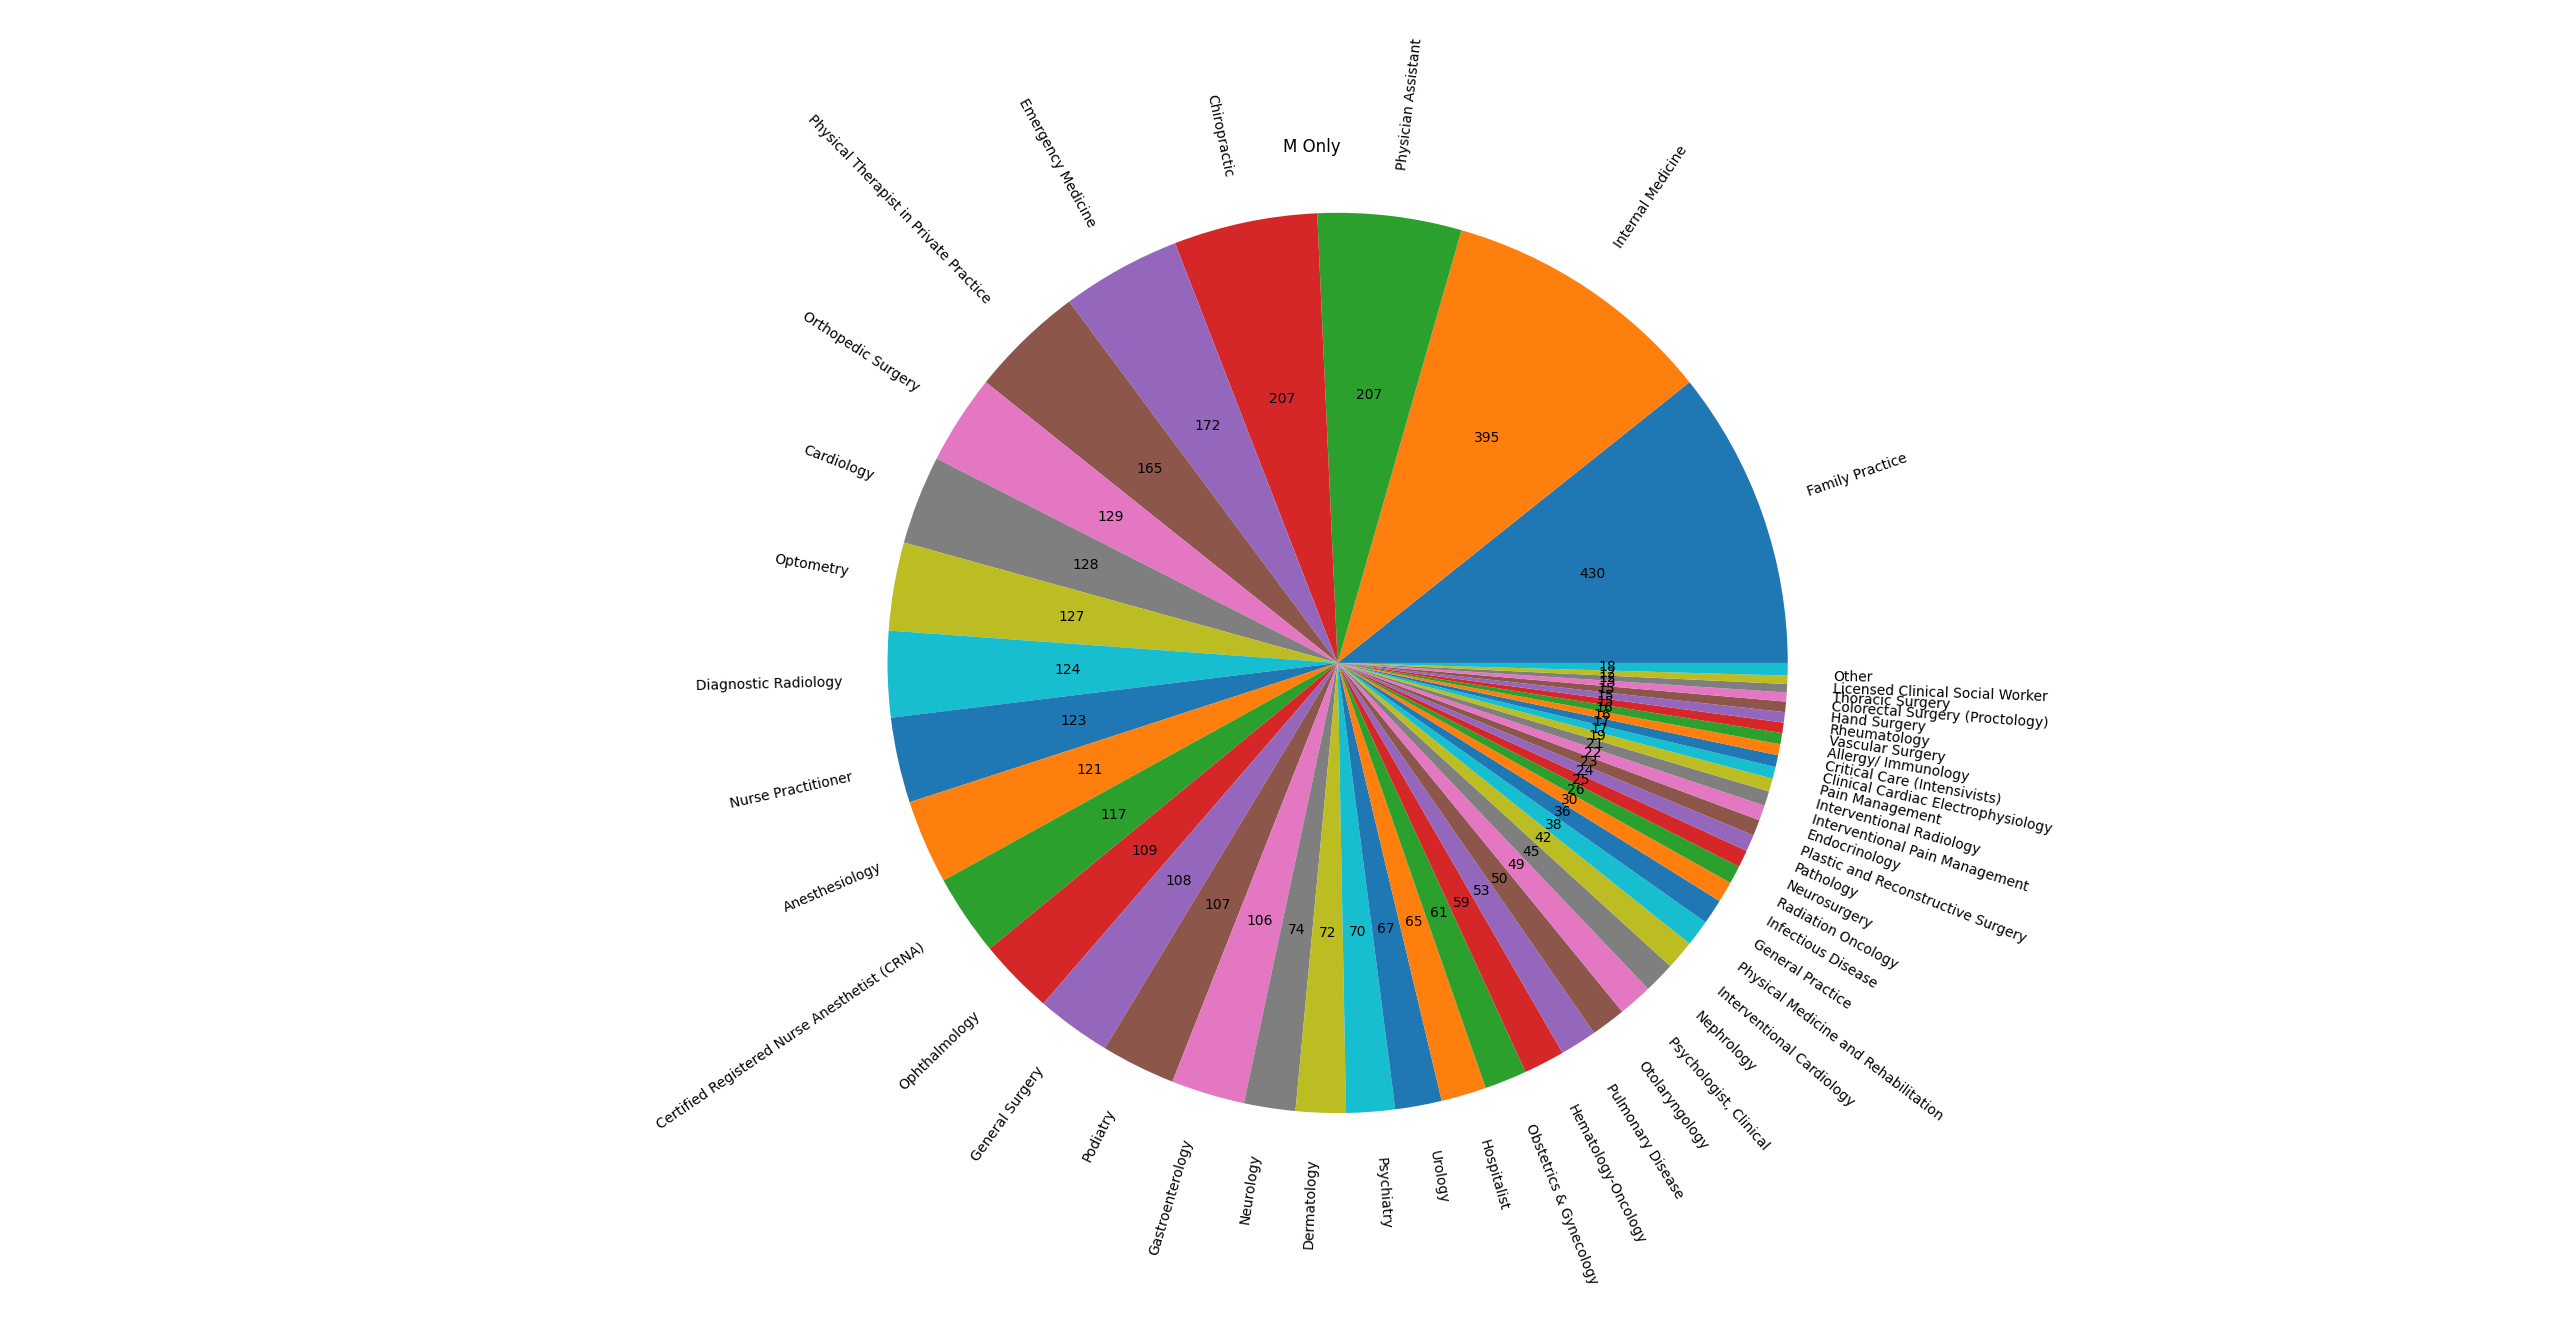 M Only
Family Practice
430
Internal Medicine
395
Physician Assistant
207
Chiropractic
207
Emergency Medicine
172
Physical Therapist in Private Practice
165
Orthopedic Surgery
129
Cardiology
128
Optometry
127
Diagnostic Radiology
124
Nurse Practitioner
123
Anesthesiology
121
Certified Registered Nurse Anesthetist (CRNA)
117
Ophthalmology
109
General Surgery
108
Podiatry
107
Gastroenterology
106
Neurology
74
Dermatology
72
Psychiatry
70
Urology
67
Hospitalist
65
Obstetrics & Gynecology
61
Hematology-Oncology
59
Pulmonary Disease
53
Otolaryngology
50
Psychologist, Clinical
49
Nephrology
45
Interventional Cardiology
42
Physical Medicine and Rehabilitation
38
General Practice
36
Infectious Disease
30
Radiation Oncology
26
Neurosurgery
25
Pathology
24
Plastic and Reconstructive Surgery
23
Endocrinology
22
Interventional Pain Management
21
Interventional Radiology
19
Pain Management
17
Clinical Cardiac Electrophysiology
17
Critical Care (Intensivists)
16
Allergy/ Immunology
16
Vascular Surgery
Rheumatology
Hand Surgery
Colorectal Surgery (Proctology)
Thoracic Surgery
Licensed Clinical Social Worker
Other
18